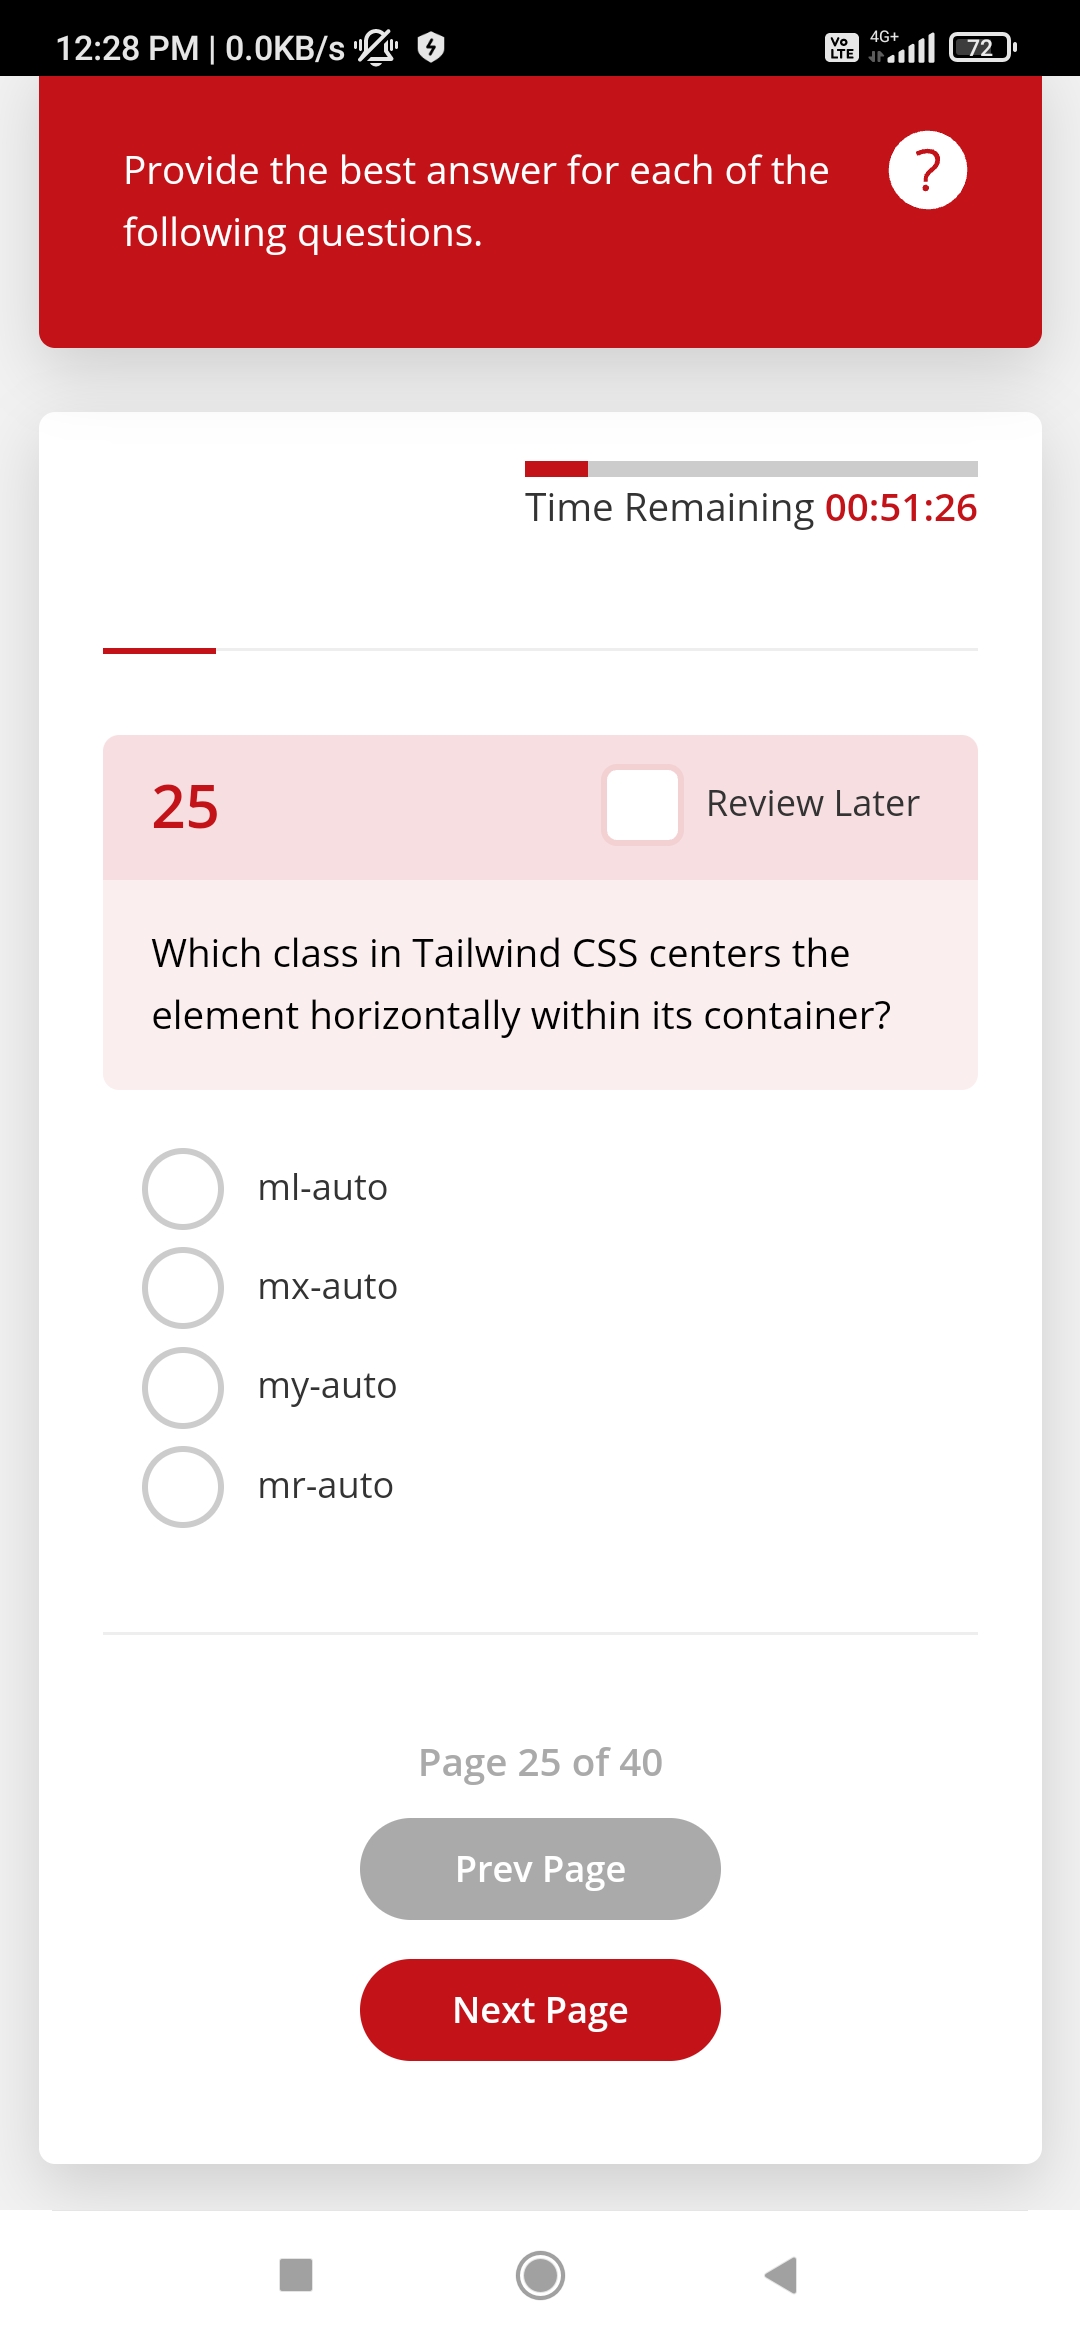 12:28 PM | 0.0KB/s
Vo LTE 4G+ 72
Provide the best answer for each of the
following questions.
?
Time Remaining 00:51:26
25
Review Later
Which class in Tailwind CSS centers the
element horizontally within its container?
ml-auto
mx-auto
my-auto
mr-auto
Page 25 of 40
Prev Page
Next Page